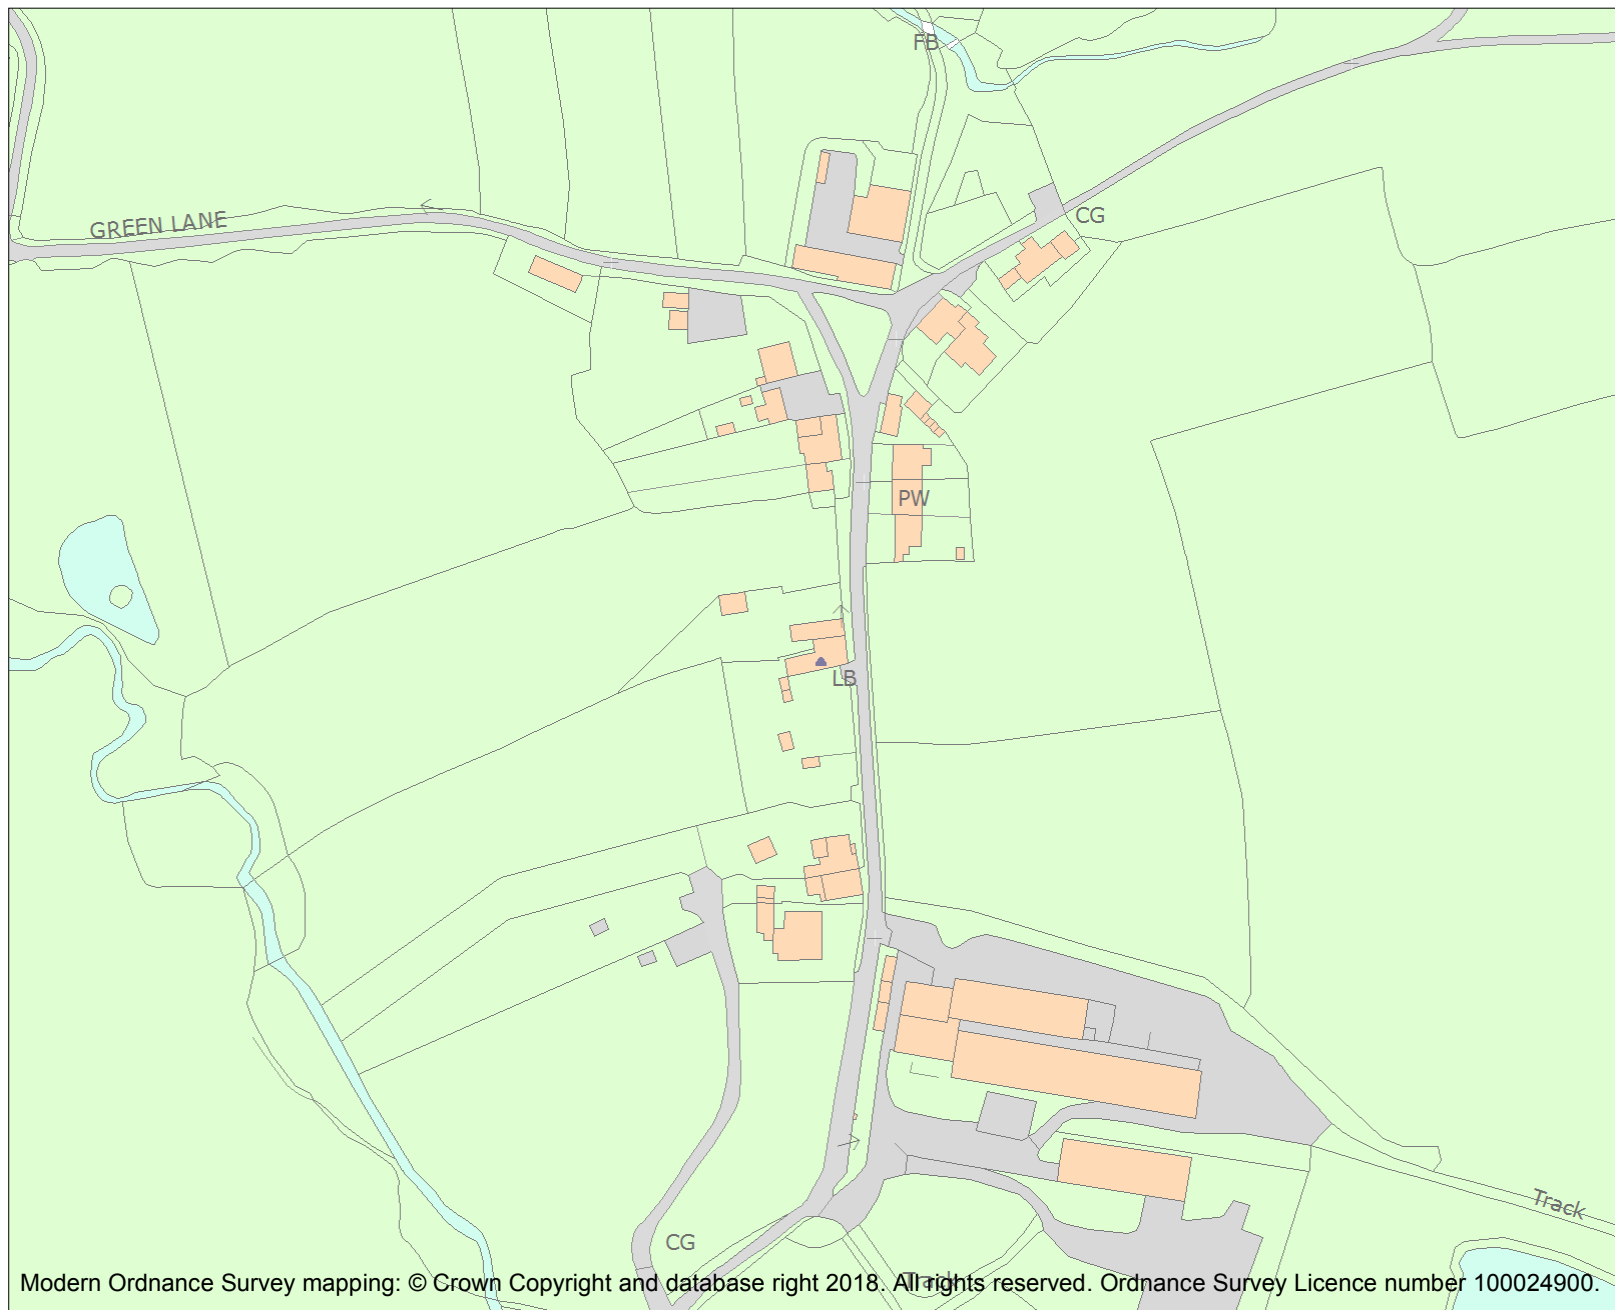 FB
CG
GREEN LANE
PW
LB
Track
CG
Track
Modern Ordnance Survey mapping: © Crown Copyright and database right 2018. All rights reserved. Ordnance Survey Licence number 100024900.